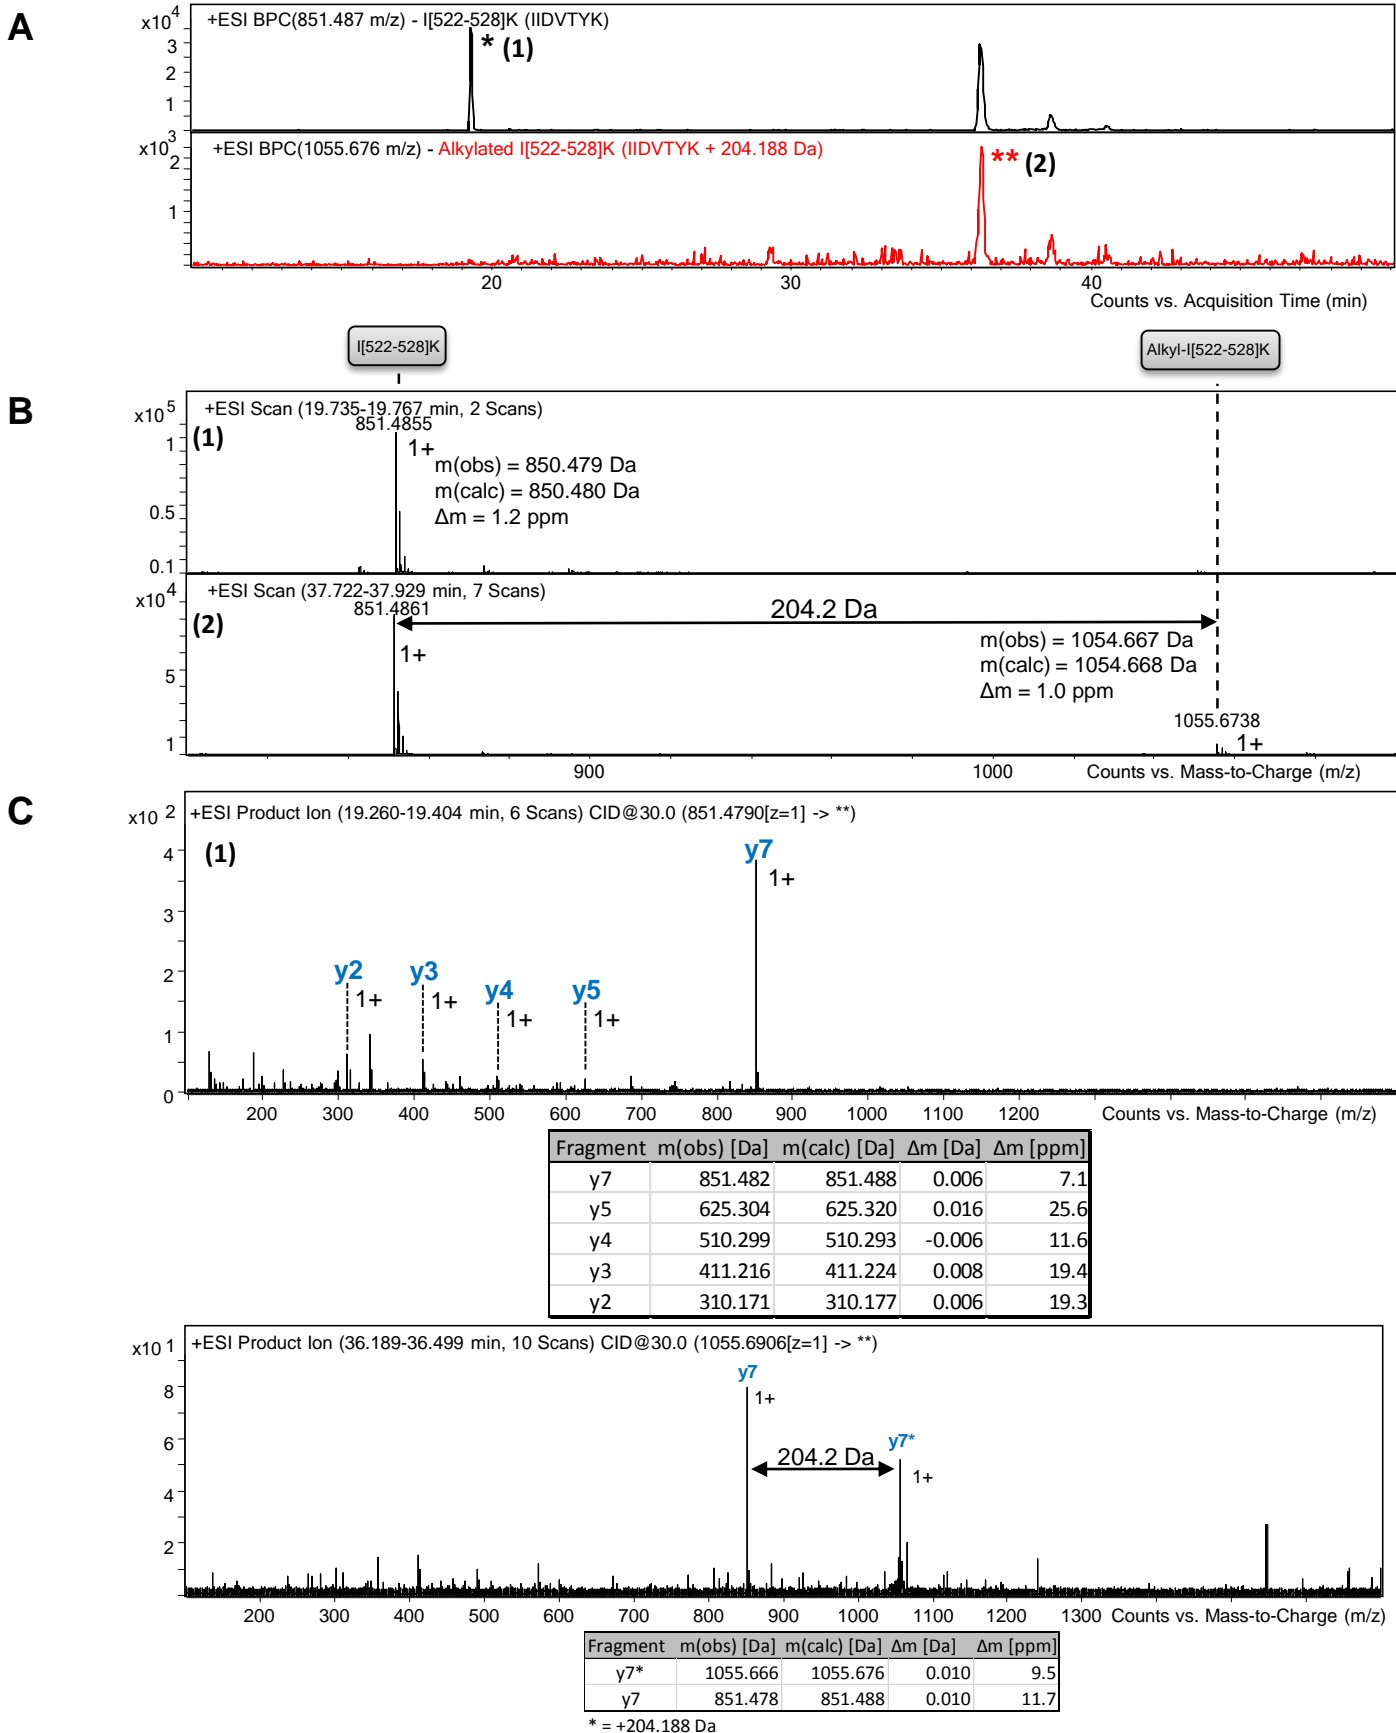 A
+ESI BPC(851.487 m/z) - I[522-528]K (IIDVTYK)
x10 4
* (1)
3
2
1
+ESI BPC(1055.676 m/z) - Alkylated I[522-528]K (IIDVTYK + 204.188 Da)
x10 3
** (2)
2
1
20 30 40
Counts vs. Acquisition Time (min)
I[522-528]K
Alkyl-I[522-528]K
B
+ESI Scan (19.735-19.767 min, 2 Scans)
x10 5
851.4855
(1)
1+
m(obs) = 850.479 Da
m(calc) = 850.480 Da
Δm = 1.2 ppm
1
0.5
0.1
+ESI Scan (37.722-37.929 min, 7 Scans)
x10 4
851.4861
(2)
204.2 Da
1+
m(obs) = 1054.667 Da
m(calc) = 1054.668 Da
Δm = 1.0 ppm
1055.6738
1+
5
1
900 1000 Counts vs. Mass-to-Charge (m/z)
C
+ESI Product Ion (19.260-19.404 min, 6 Scans) CID@30.0 (851.4790[z=1] -> **)
x10 2
(1)
y7
1+
y2 y3 y4 y5
1+ 1+ 1+ 1+
4
3
2
1
0
200 300 400 500 600 700 800 900 1000 1100 1200 Counts vs. Mass-to-Charge (m/z)
Fragment m(obs) [Da] m(calc) [Da] Δm [Da] Δm [ppm]
y7 851.482 851.488 0.006 7.1
y5 625.304 625.320 0.016 25.6
y4 510.299 510.293 -0.006 11.6
y3 411.216 411.224 0.008 19.4
y2 310.171 310.177 0.006 19.3
+ESI Product Ion (36.189-36.499 min, 10 Scans) CID@30.0 (1055.6906[z=1] -> **)
x10 1
y7
1+
y7*
204.2 Da
1+
8
6
4
2
200 300 400 500 600 700 800 900 1000 1100 1200 1300 Counts vs. Mass-to-Charge (m/z)
Fragment m(obs) [Da] m(calc) [Da] Δm [Da] Δm [ppm]
y7* 1055.666 1055.676 0.010 9.5
y7 851.478 851.488 0.010 11.7
* = +204.188 Da